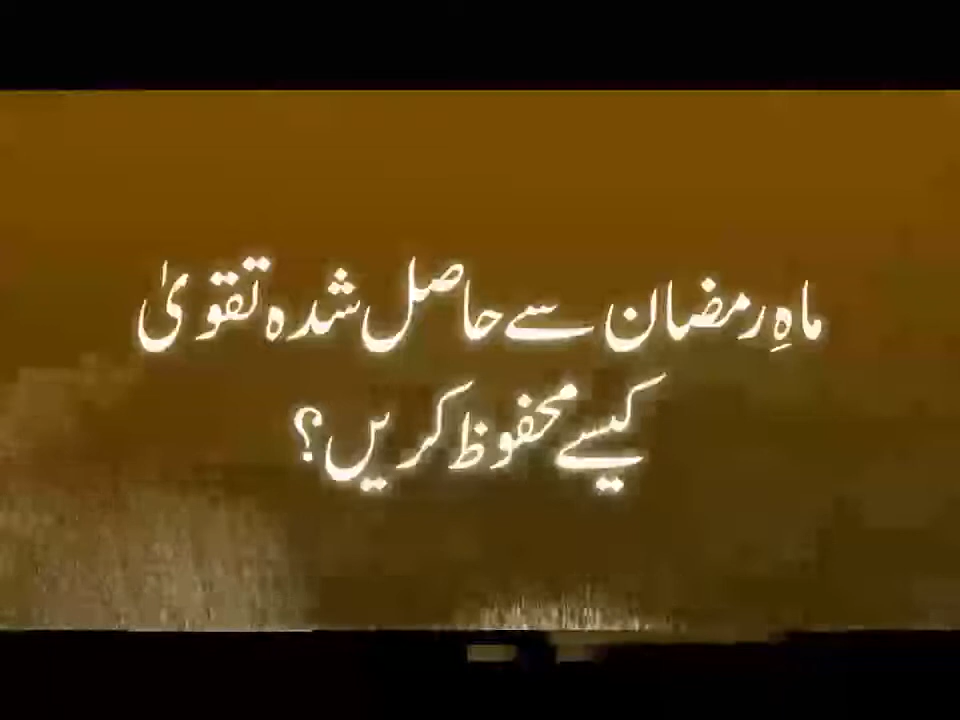 ماہِ رمضان سے حاصل شدہ تقویٰ
کیسے محفوظ کریں؟